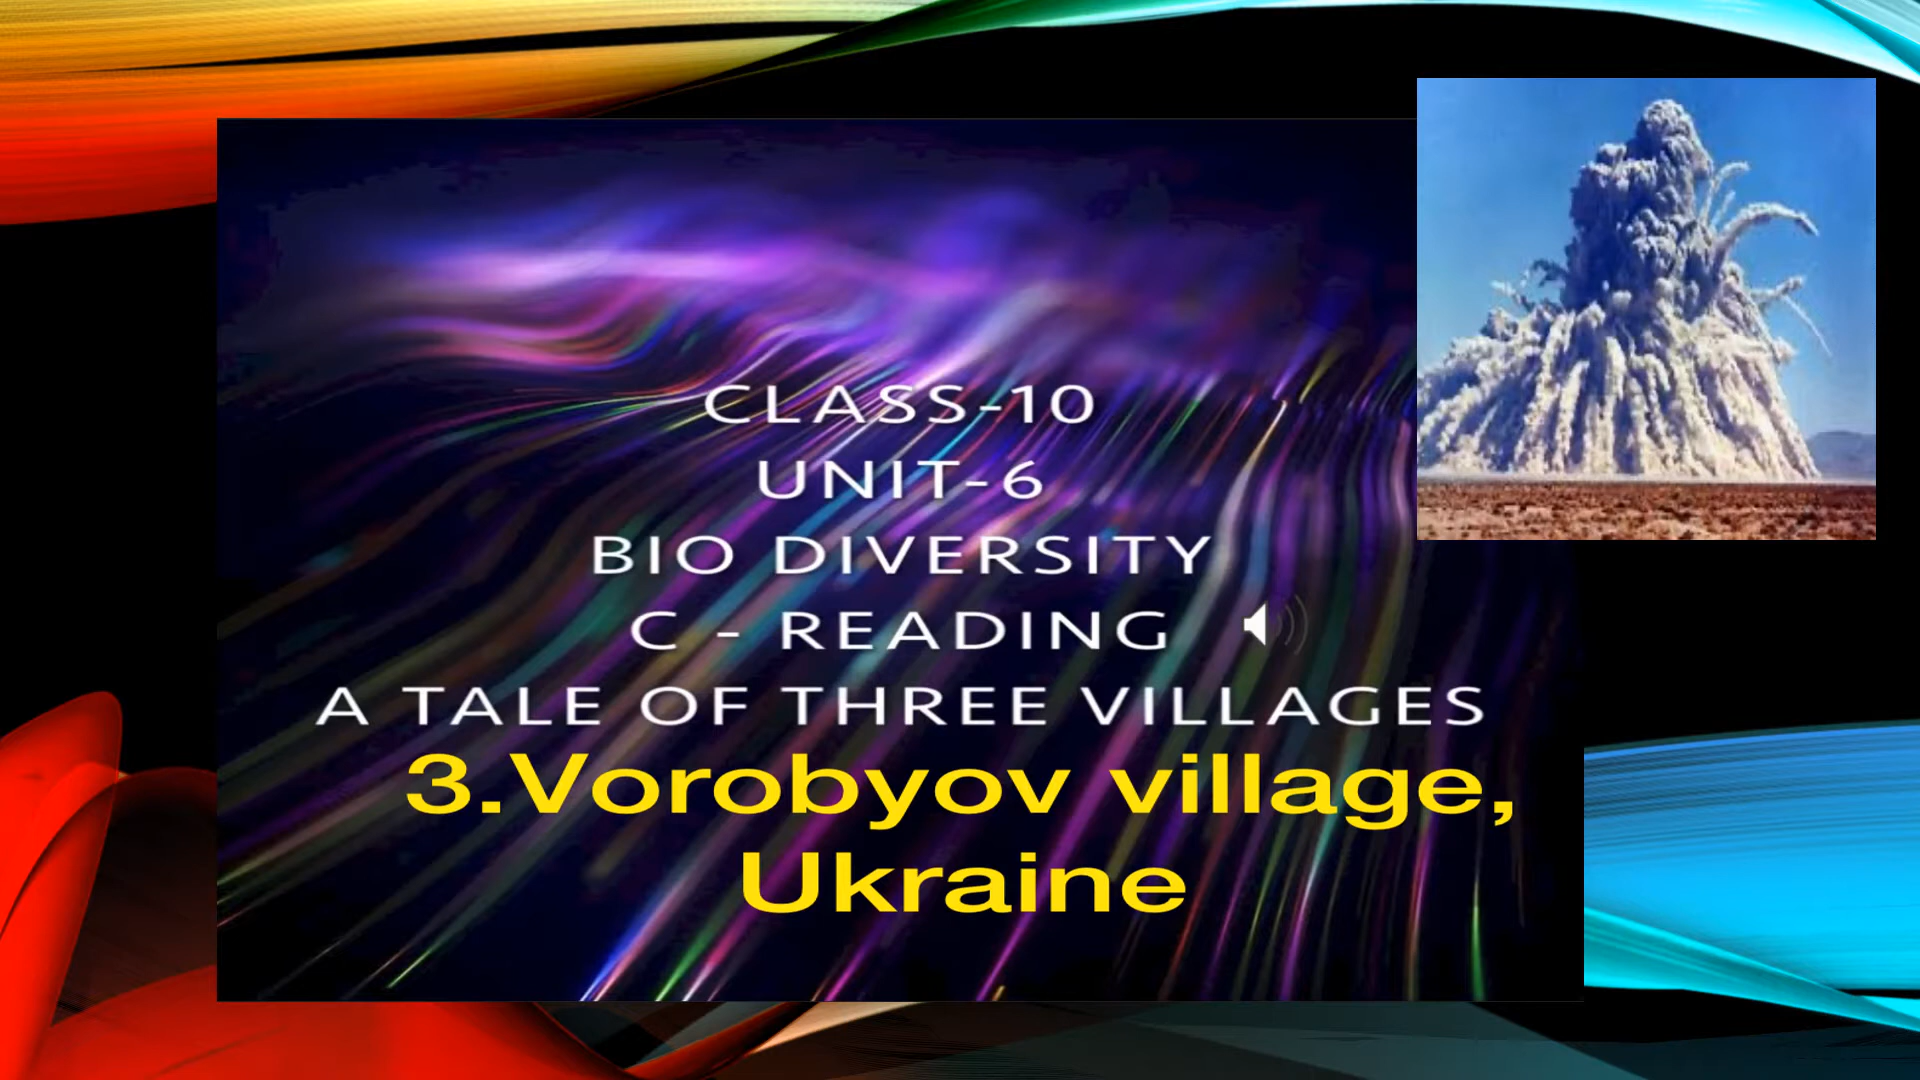 CLASS-10
UNIT-6
BIO DIVERSITY
C - READING
A TALE OF THREE VILLAGES
3.Vorobyov village,
Ukraine